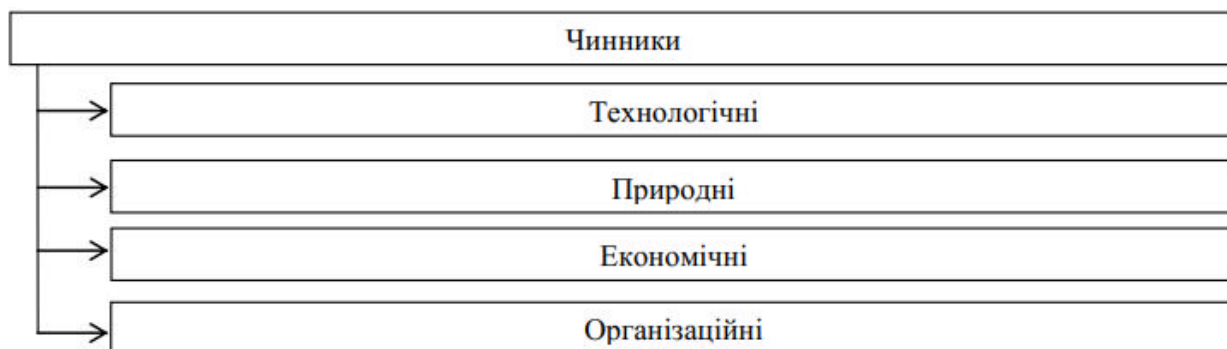 Чинники
Технологічні
Природні
Економічні
Організаційні